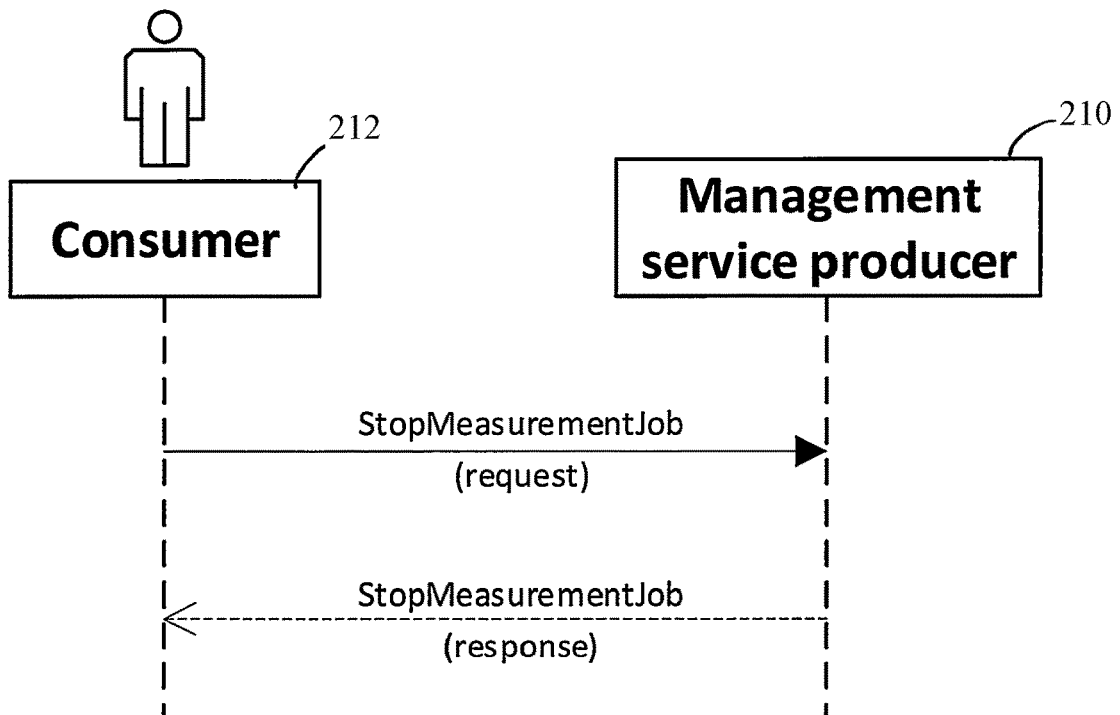 212
210
Consumer
Management
service producer
StopMeasurementJob
(request)
StopMeasurementJob
(response)